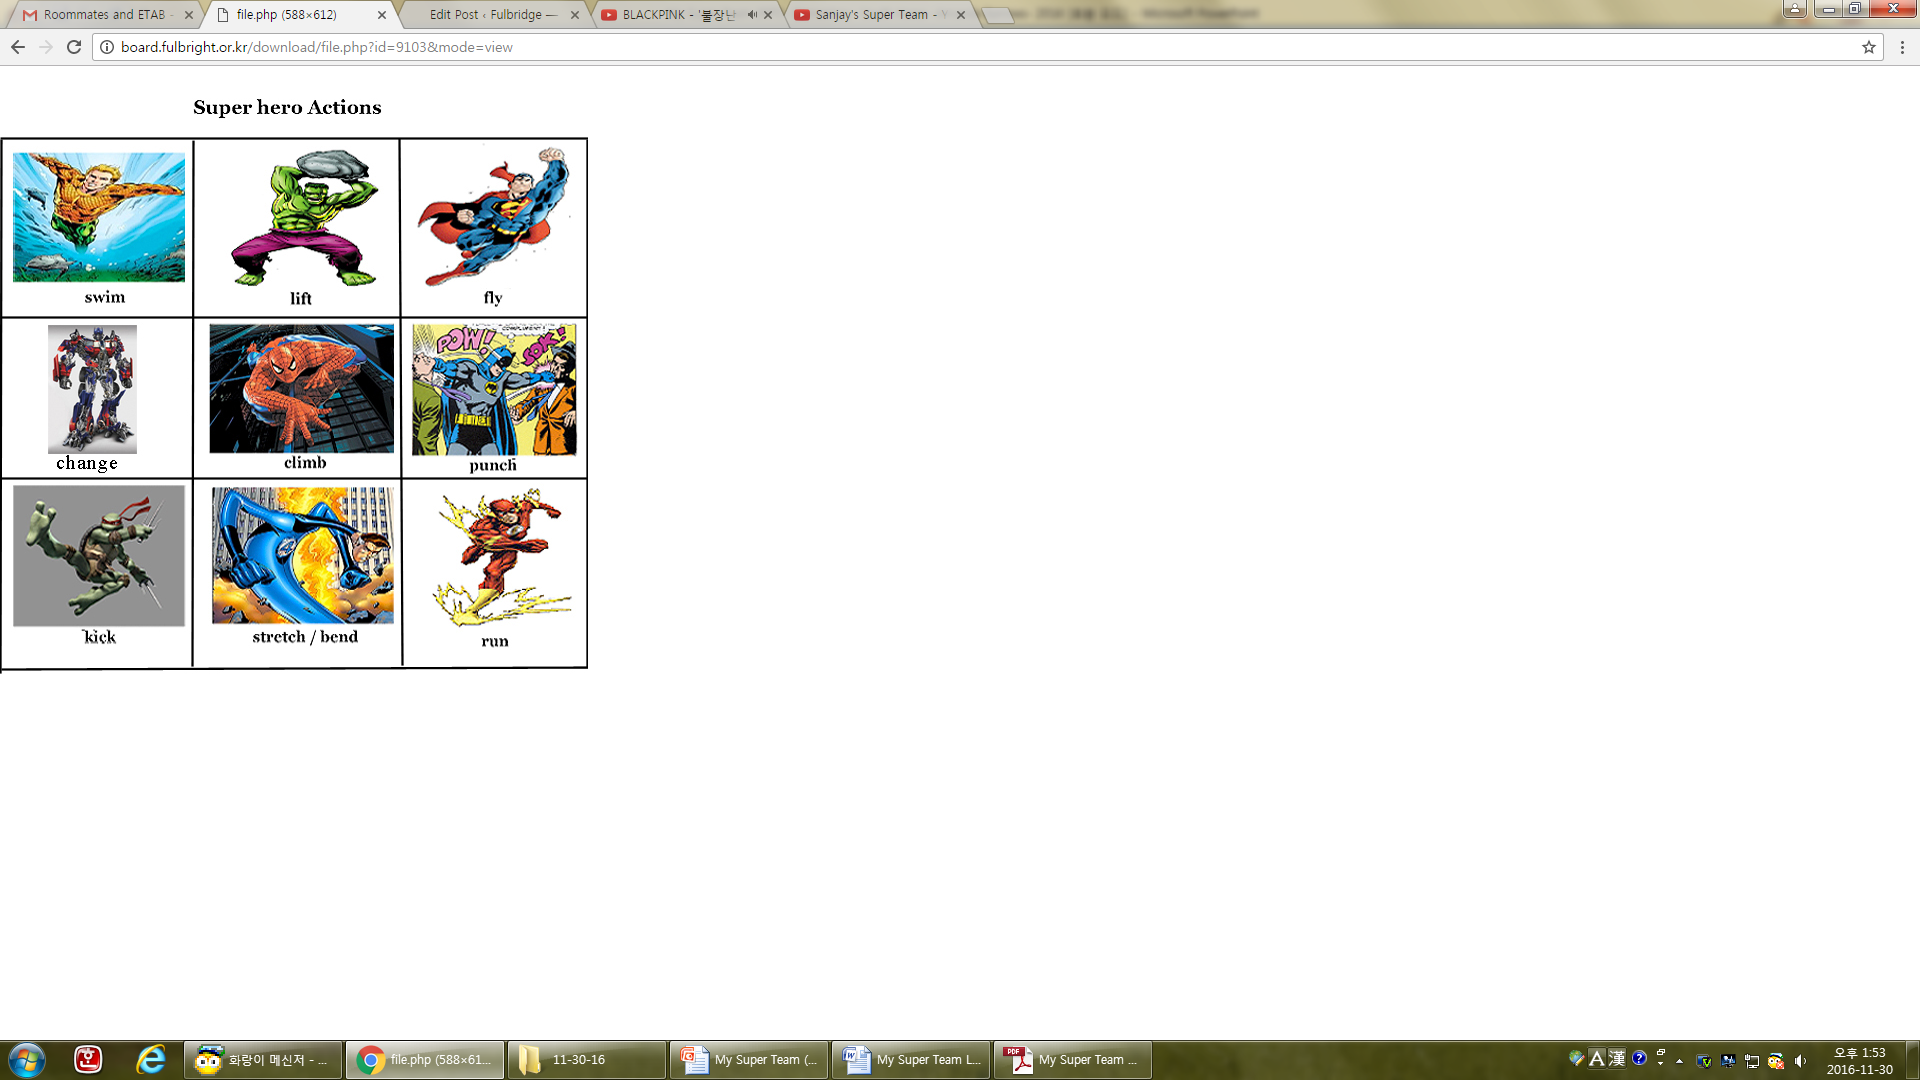 Roommates and ETAB -
file.php (588×612)
Edit Post ‹ Fulbridge —
BLACKPINK - '불장난
Sanjay's Super Team - Y
board.fulbright.or.kr/download/file.php?id=9103&mode=view
Super hero Actions
swim
lift
fly
change
climb
punch
POW!
SOK!
COMPLIMENT!
kick
stretch / bend
run
화랑이 메신저 - ...
file.php (588×61...
11-30-16
My Super Team (...
My Super Team L...
My Super Team ...
PDF
A 漢
오후 1:53
2016-11-30